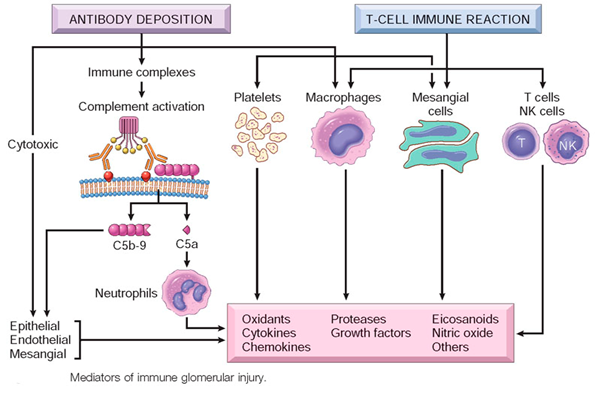 ANTIBODY DEPOSITION
T-CELL IMMUNE REACTION
Immune complexes
Complement activation
Platelets
Macrophages
Mesangial
cells
T cells
NK cells
Cytotoxic
T
NK
C5b-9
C5a
Neutrophils
Epithelial
Endothelial
Mesangial
Oxidants
Cytokines
Chemokines
Proteases
Growth factors
Eicosanoids
Nitric oxide
Others
Mediators of immune glomerular injury.